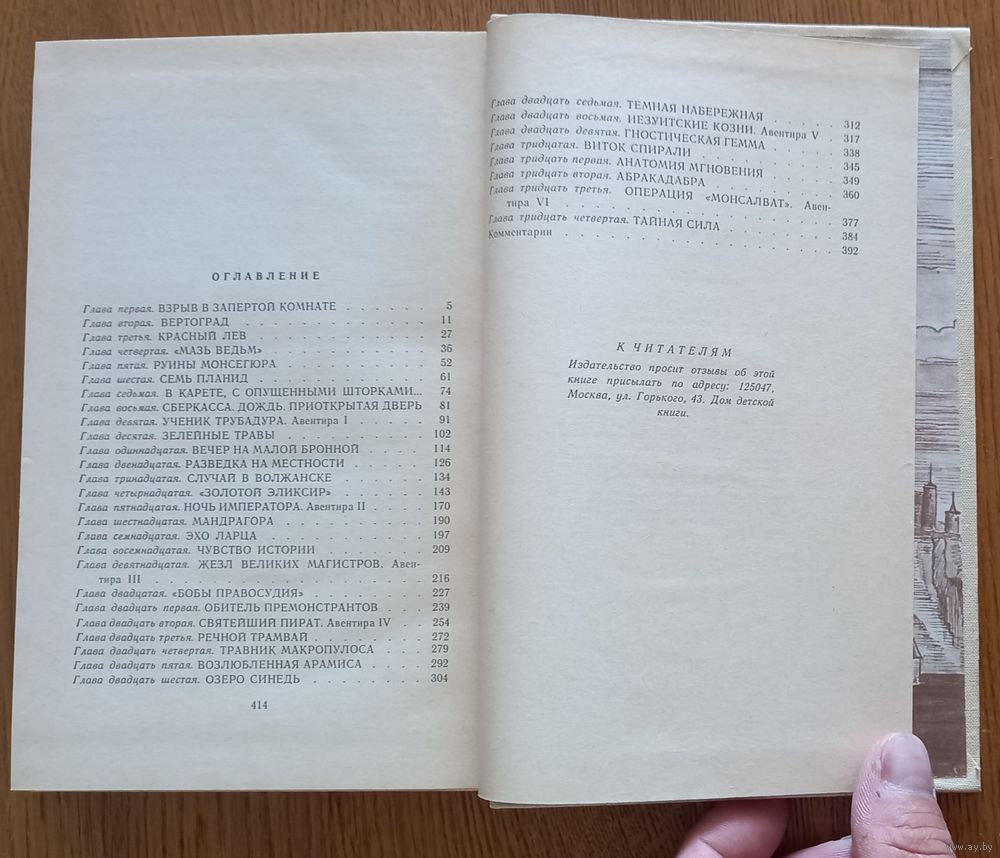 ОГЛАВЛЕНИЕ
Глава первая. ВЗРЫВ В ЗАПЕРТОЙ КОМНАТЕ . . . . . . 5
Глава вторая. ВЕРТОГРАД . . . . . . . . . . . . 11
Глава третья. КРАСНЫЙ ЛЕВ . . . . . . . . . . . 27
Глава четвертая. «МАЗЬ ВЕДЬМ» . . . . . . . . . . 36
Глава пятая. РУИНЫ МОНСЕГЮРА . . . . . . . . . . 52
Глава шестая. СЕМЬ ПЛАНИД . . . . . . . . . . . 61
Глава седьмая. В КАРЕТЕ, С ОПУЩЕННЫМИ ШТОРКАМИ... 74
Глава восьмая. СБЕРКАССА. ДОЖДЬ. ПРИОТКРЫТАЯ ДВЕРЬ 81
Глава девятая. УЧЕНИК ТРУБАДУРА. Авентира I . . . . . 91
Глава десятая. ЗЕЛЕЙНЫЕ ТРАВЫ . . . . . . . . . 102
Глава одиннадцатая. ВЕЧЕР НА МАЛОЙ БРОННОЙ . . . . 114
Глава двенадцатая. РАЗВЕДКА НА МЕСТНОСТИ . . . . . 126
Глава тринадцатая. СЛУЧАЙ В ВОЛЖАНСКЕ . . . . . . 134
Глава четырнадцатая. «ЗОЛОТОЙ ЭЛИКСИР» . . . . . . 143
Глава пятнадцатая. НОЧЬ ИМПЕРАТОРА. Авентира II . . . . 170
Глава шестнадцатая. МАНДРАГОРА . . . . . . . . . 190
Глава семнадцатая. ЭХО ЛАРЦА . . . . . . . . . . 197
Глава восемнадцатая. ЧУВСТВО ИСТОРИИ . . . . . . . 209
Глава девятнадцатая. ЖЕЗЛ ВЕЛИКИХ МАГИСТРОВ. Авен-
тира III . . . . . . . . . . . . . . . . . . 216
Глава двадцатая. «БОБЫ ПРАВОСУДИЯ» . . . . . . . 227
Глава двадцать первая. ОБИТЕЛЬ ПРЕМОНСТРАНТОВ . . . 239
Глава двадцать вторая. СВЯТЕЙШИЙ ПИРАТ. Авентира IV . . 254
Глава двадцать третья. РЕЧНОЙ ТРАМВАЙ . . . . . . . 272
Глава двадцать четвертая. ТРАВНИК МАКРОПУЛОСА . . . 279
Глава двадцать пятая. ВОЗЛЮБЛЕННАЯ АРАМИСА . . . . 292
Глава двадцать шестая. ОЗЕРО СИНЕДЬ . . . . . . . . 304
414
Глава двадцать седьмая. ТЕМНАЯ НАБЕРЕЖНАЯ . . . . . 312
Глава двадцать восьмая. ИЕЗУИТСКИЕ КОЗНИ. Авентира V . 317
Глава двадцать девятая. ГНОСТИЧЕСКАЯ ГЕММА . . . . . 338
Глава тридцатая. ВИТОК СПИРАЛИ . . . . . . . . . 345
Глава тридцать первая. АНАТОМИЯ МГНОВЕНИЯ . . . . . 349
Глава тридцать вторая. АБРАКАДАБРА . . . . . . . . 360
Глава тридцать третья. ОПЕРАЦИЯ «МОНСАЛВАТ». Авен-
тира VI . . . . . . . . . . . . . . . . . . 377
Глава тридцать четвертая. ТАЙНАЯ СИЛА . . . . . . . 384
Комментарии . . . . . . . . . . . . . . . . . 392
К ЧИТАТЕЛЯМ
Издательство просит отзывы об этой
книге присылать по адресу: 125047,
Москва, ул. Горького, 43. Дом детской
книги.
www.ay.by